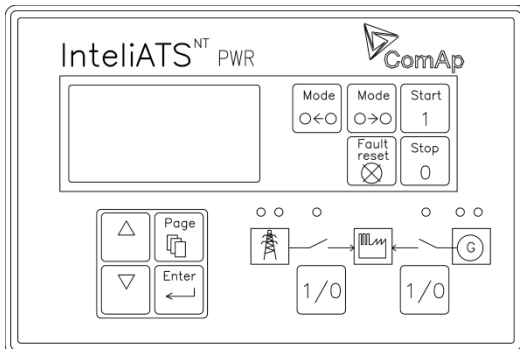 InteliATS NT PWR
ComAp
Mode
Mode
Start
1
Fault
reset
Stop
0
Page
Enter
G
1/0
1/0